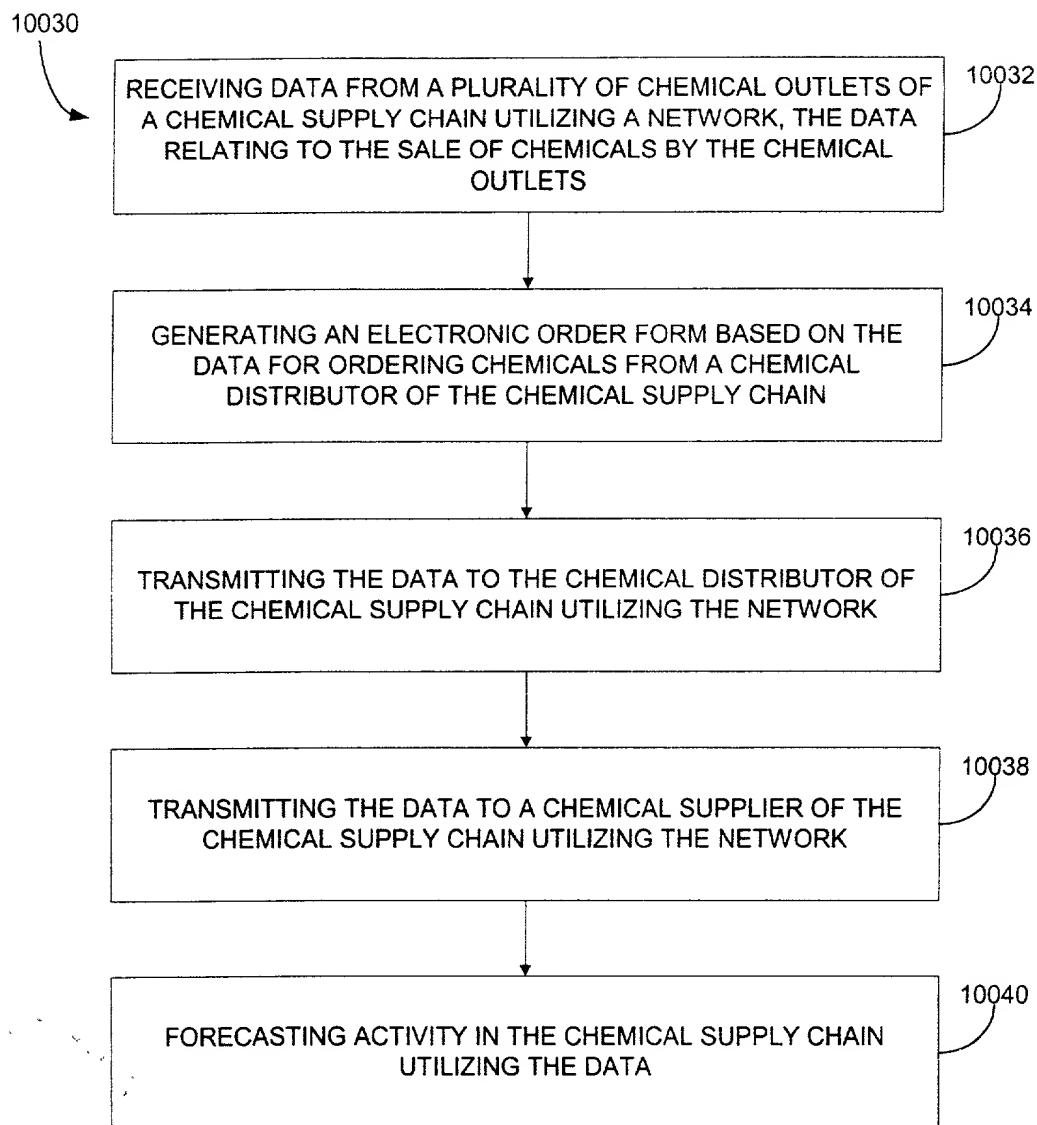 10030
RECEIVING DATA FROM A PLURALITY OF CHEMICAL OUTLETS OF
A CHEMICAL SUPPLY CHAIN UTILIZING A NETWORK, THE DATA
RELATING TO THE SALE OF CHEMICALS BY THE CHEMICAL
OUTLETS
10032
GENERATING AN ELECTRONIC ORDER FORM BASED ON THE
DATA FOR ORDERING CHEMICALS FROM A CHEMICAL
DISTRIBUTOR OF THE CHEMICAL SUPPLY CHAIN
10034
TRANSMITTING THE DATA TO THE CHEMICAL DISTRIBUTOR OF
THE CHEMICAL SUPPLY CHAIN UTILIZING THE NETWORK
10036
TRANSMITTING THE DATA TO A CHEMICAL SUPPLIER OF THE
CHEMICAL SUPPLY CHAIN UTILIZING THE NETWORK
10038
FORECASTING ACTIVITY IN THE CHEMICAL SUPPLY CHAIN
UTILIZING THE DATA
10040